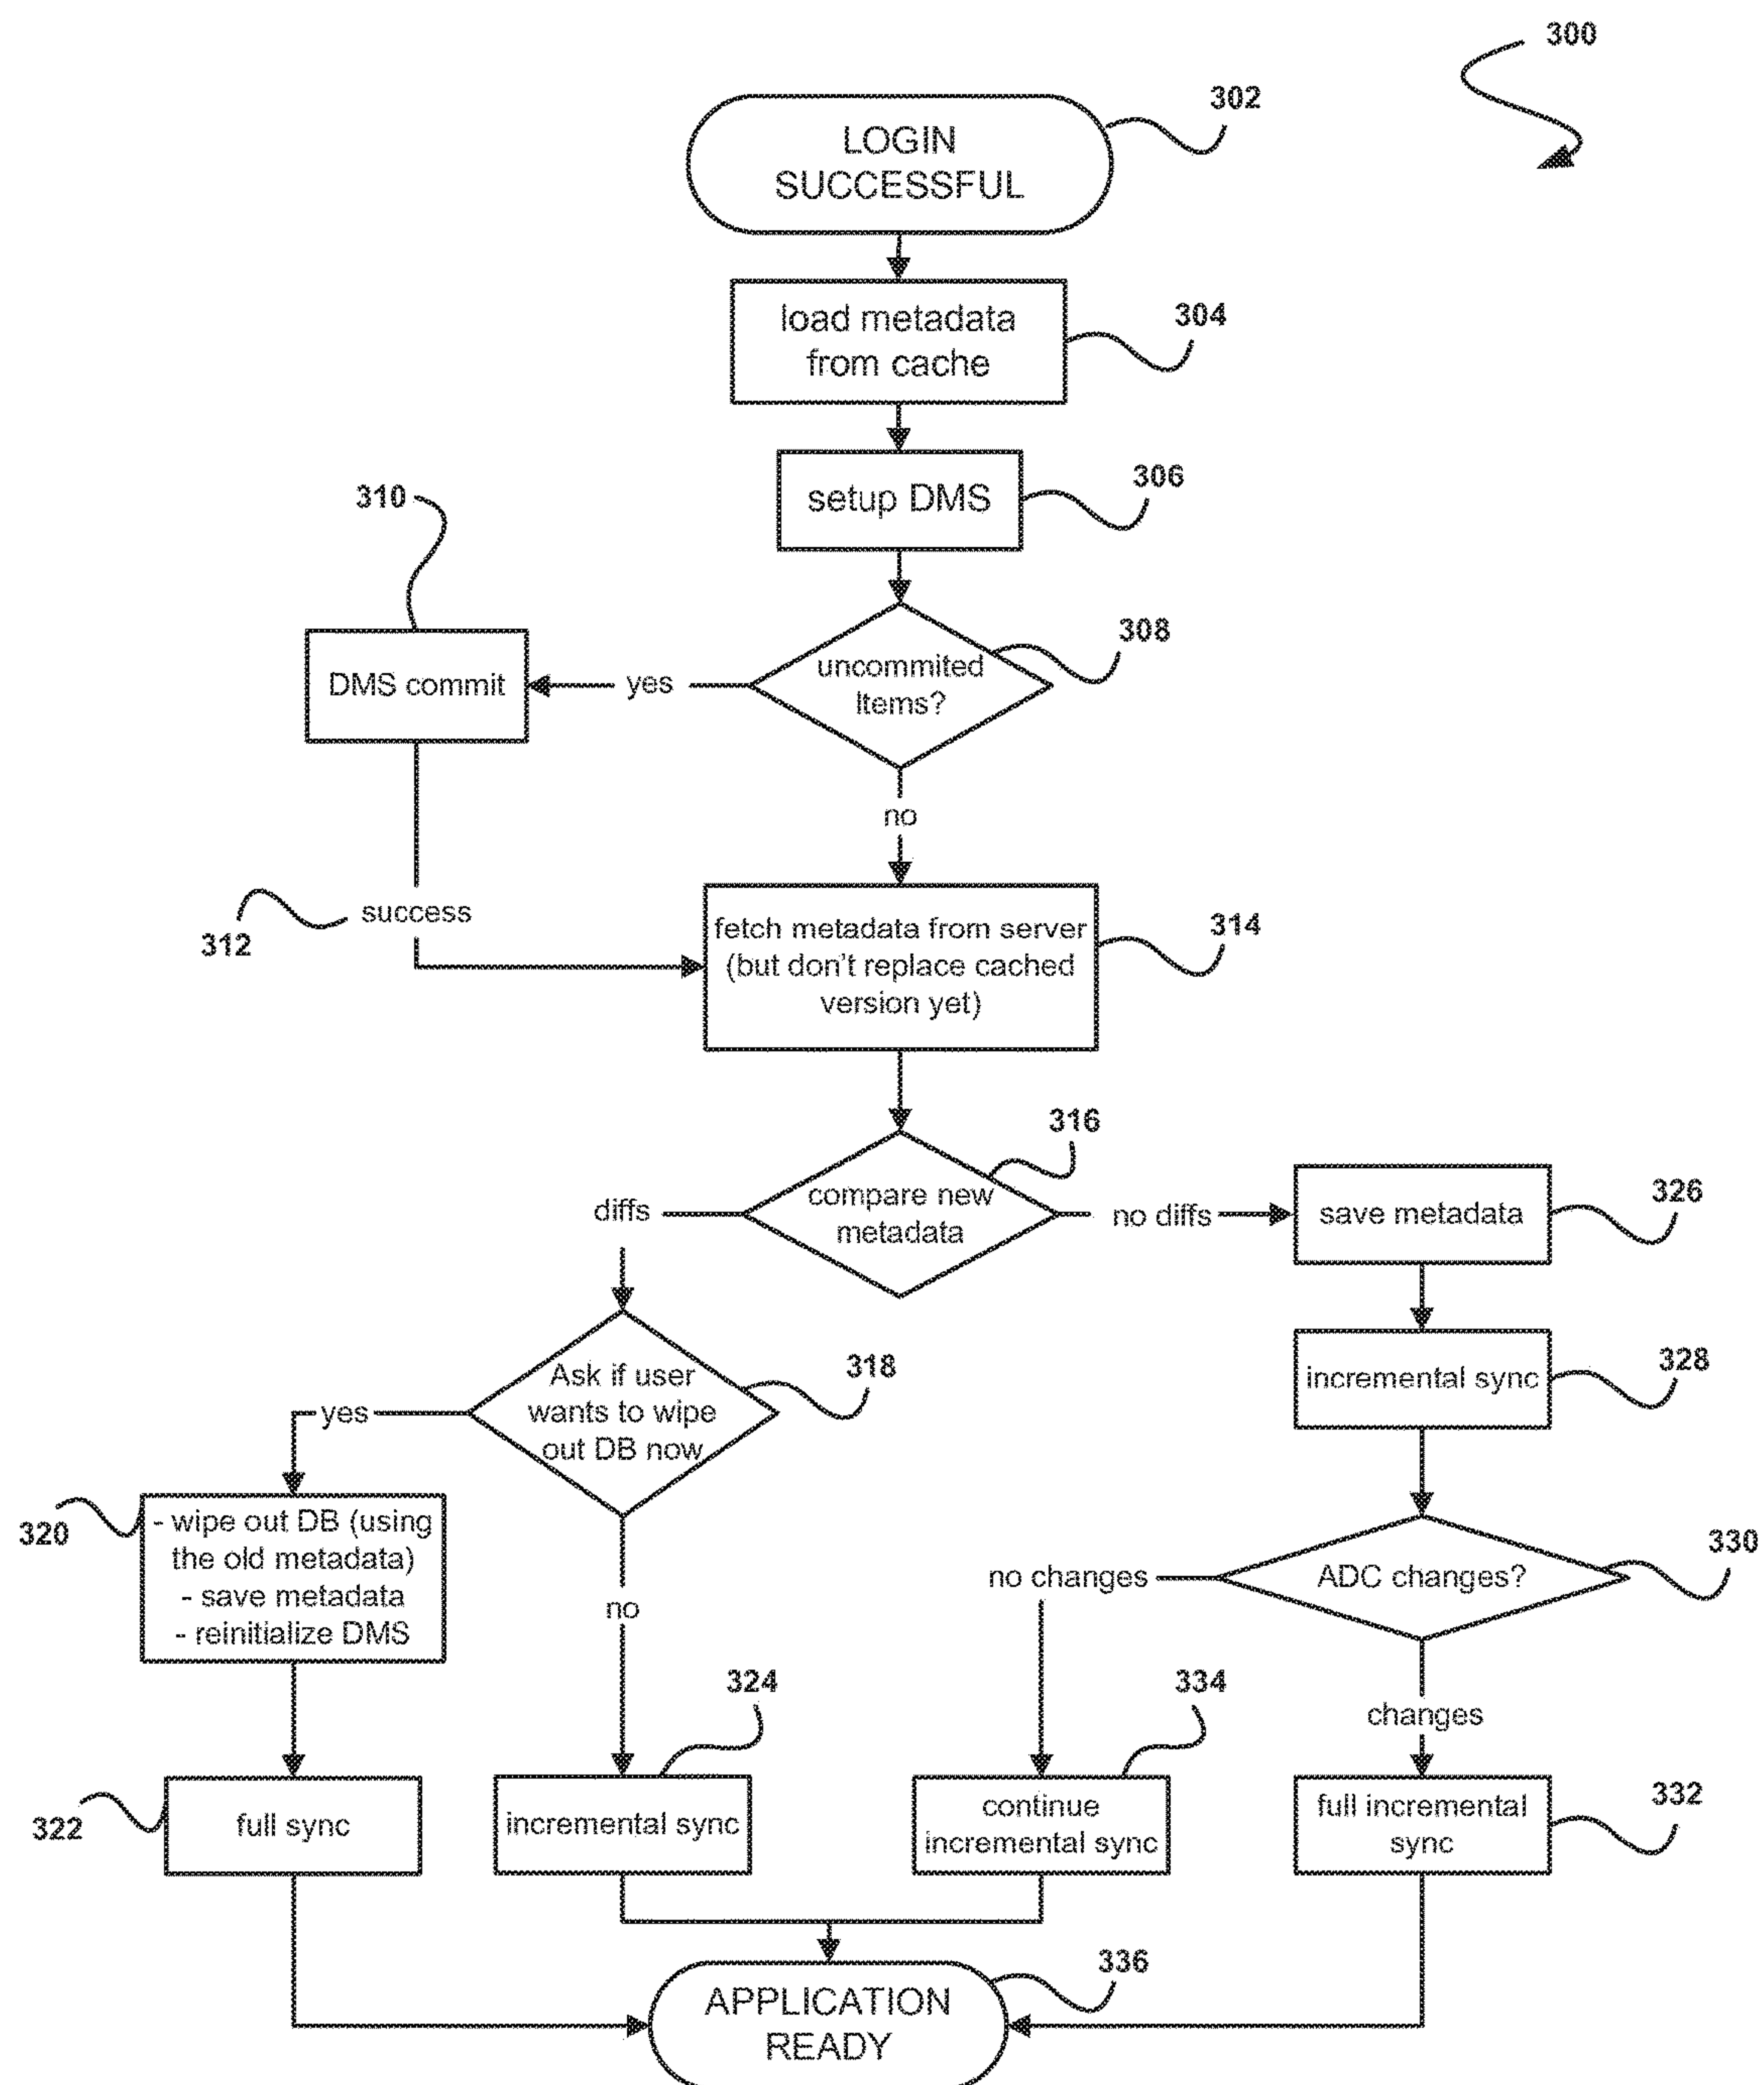 300
302
LOGIN
SUCCESSFUL
304
load metadata
from cache
306
setup DMS
310
308
uncommited
Items?
DMS commit
yes
no
312
success
314
fetch metadata from server
(but don't replace cached
version yet)
316
compare new
metadata
diffs
no diffs
326
save metadata
318
Ask if user
wants to wipe
out DB now
328
incremental sync
yes
320
- wipe out DB (using
the old metadata)
- save metadata
- reinitialize DMS
no
330
ADC changes?
no changes
changes
324
334
322
full sync
incremental sync
continue
incremental sync
332
full incremental
sync
336
APPLICATION
READY